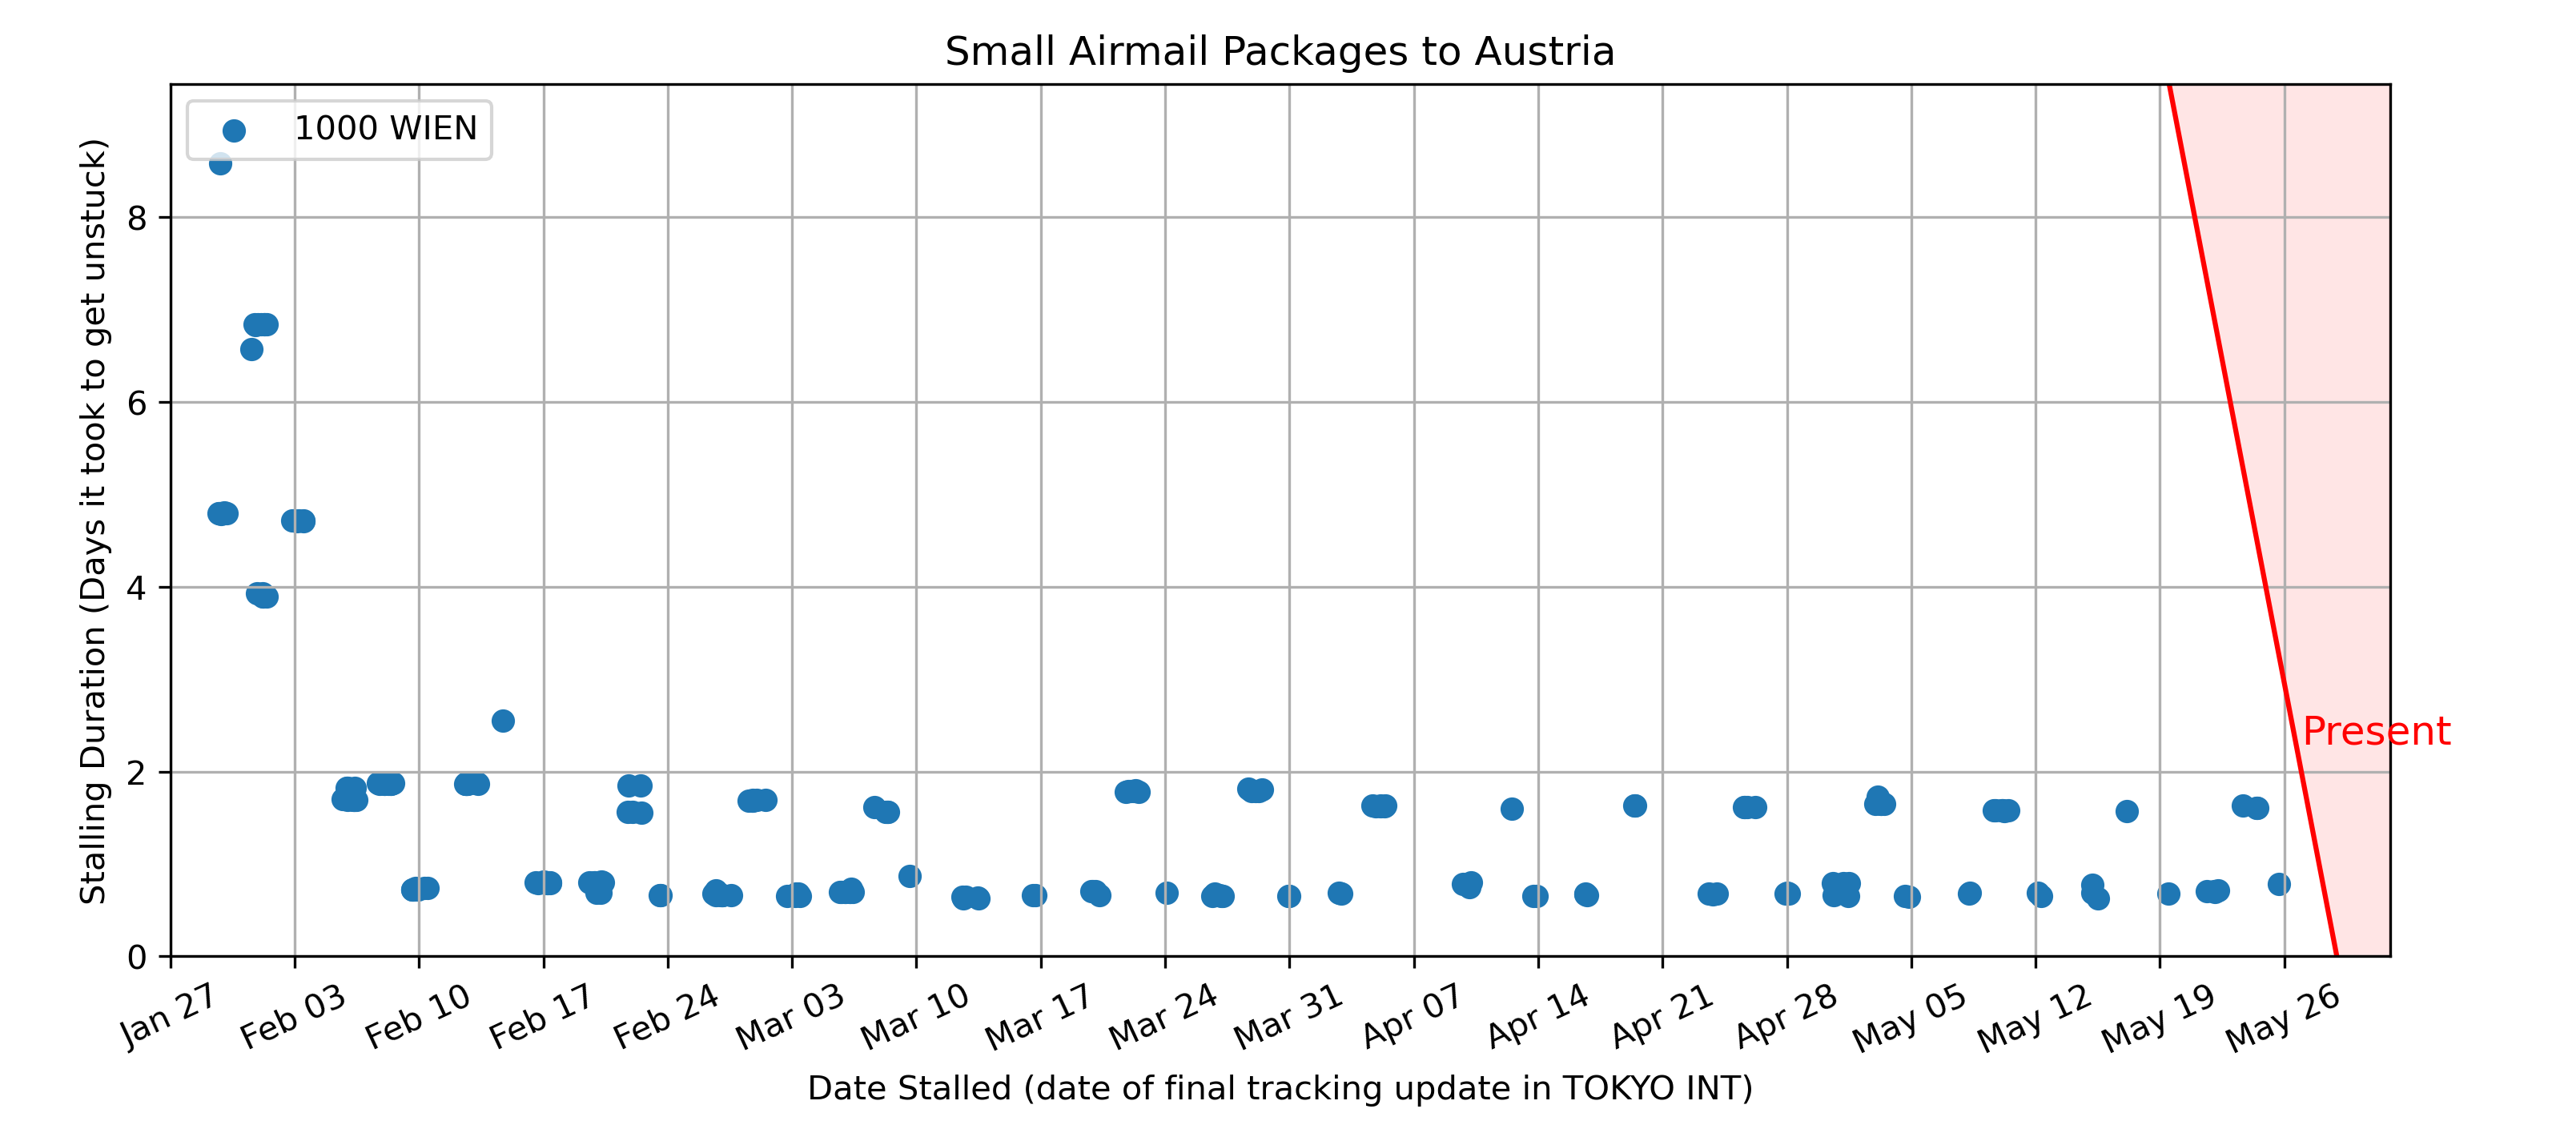 Small Airmail Packages to Austria
1000 WIEN
Stalling Duration (Days it took to get unstuck)
8
6
4
2
0
Present
Jan 27
Feb 03
Feb 10
Feb 17
Feb 24
Mar 03
Mar 10
Mar 17
Mar 24
Mar 31
Apr 07
Apr 14
Apr 21
Apr 28
May 05
May 12
May 19
May 26
Date Stalled (date of final tracking update in TOKYO INT)